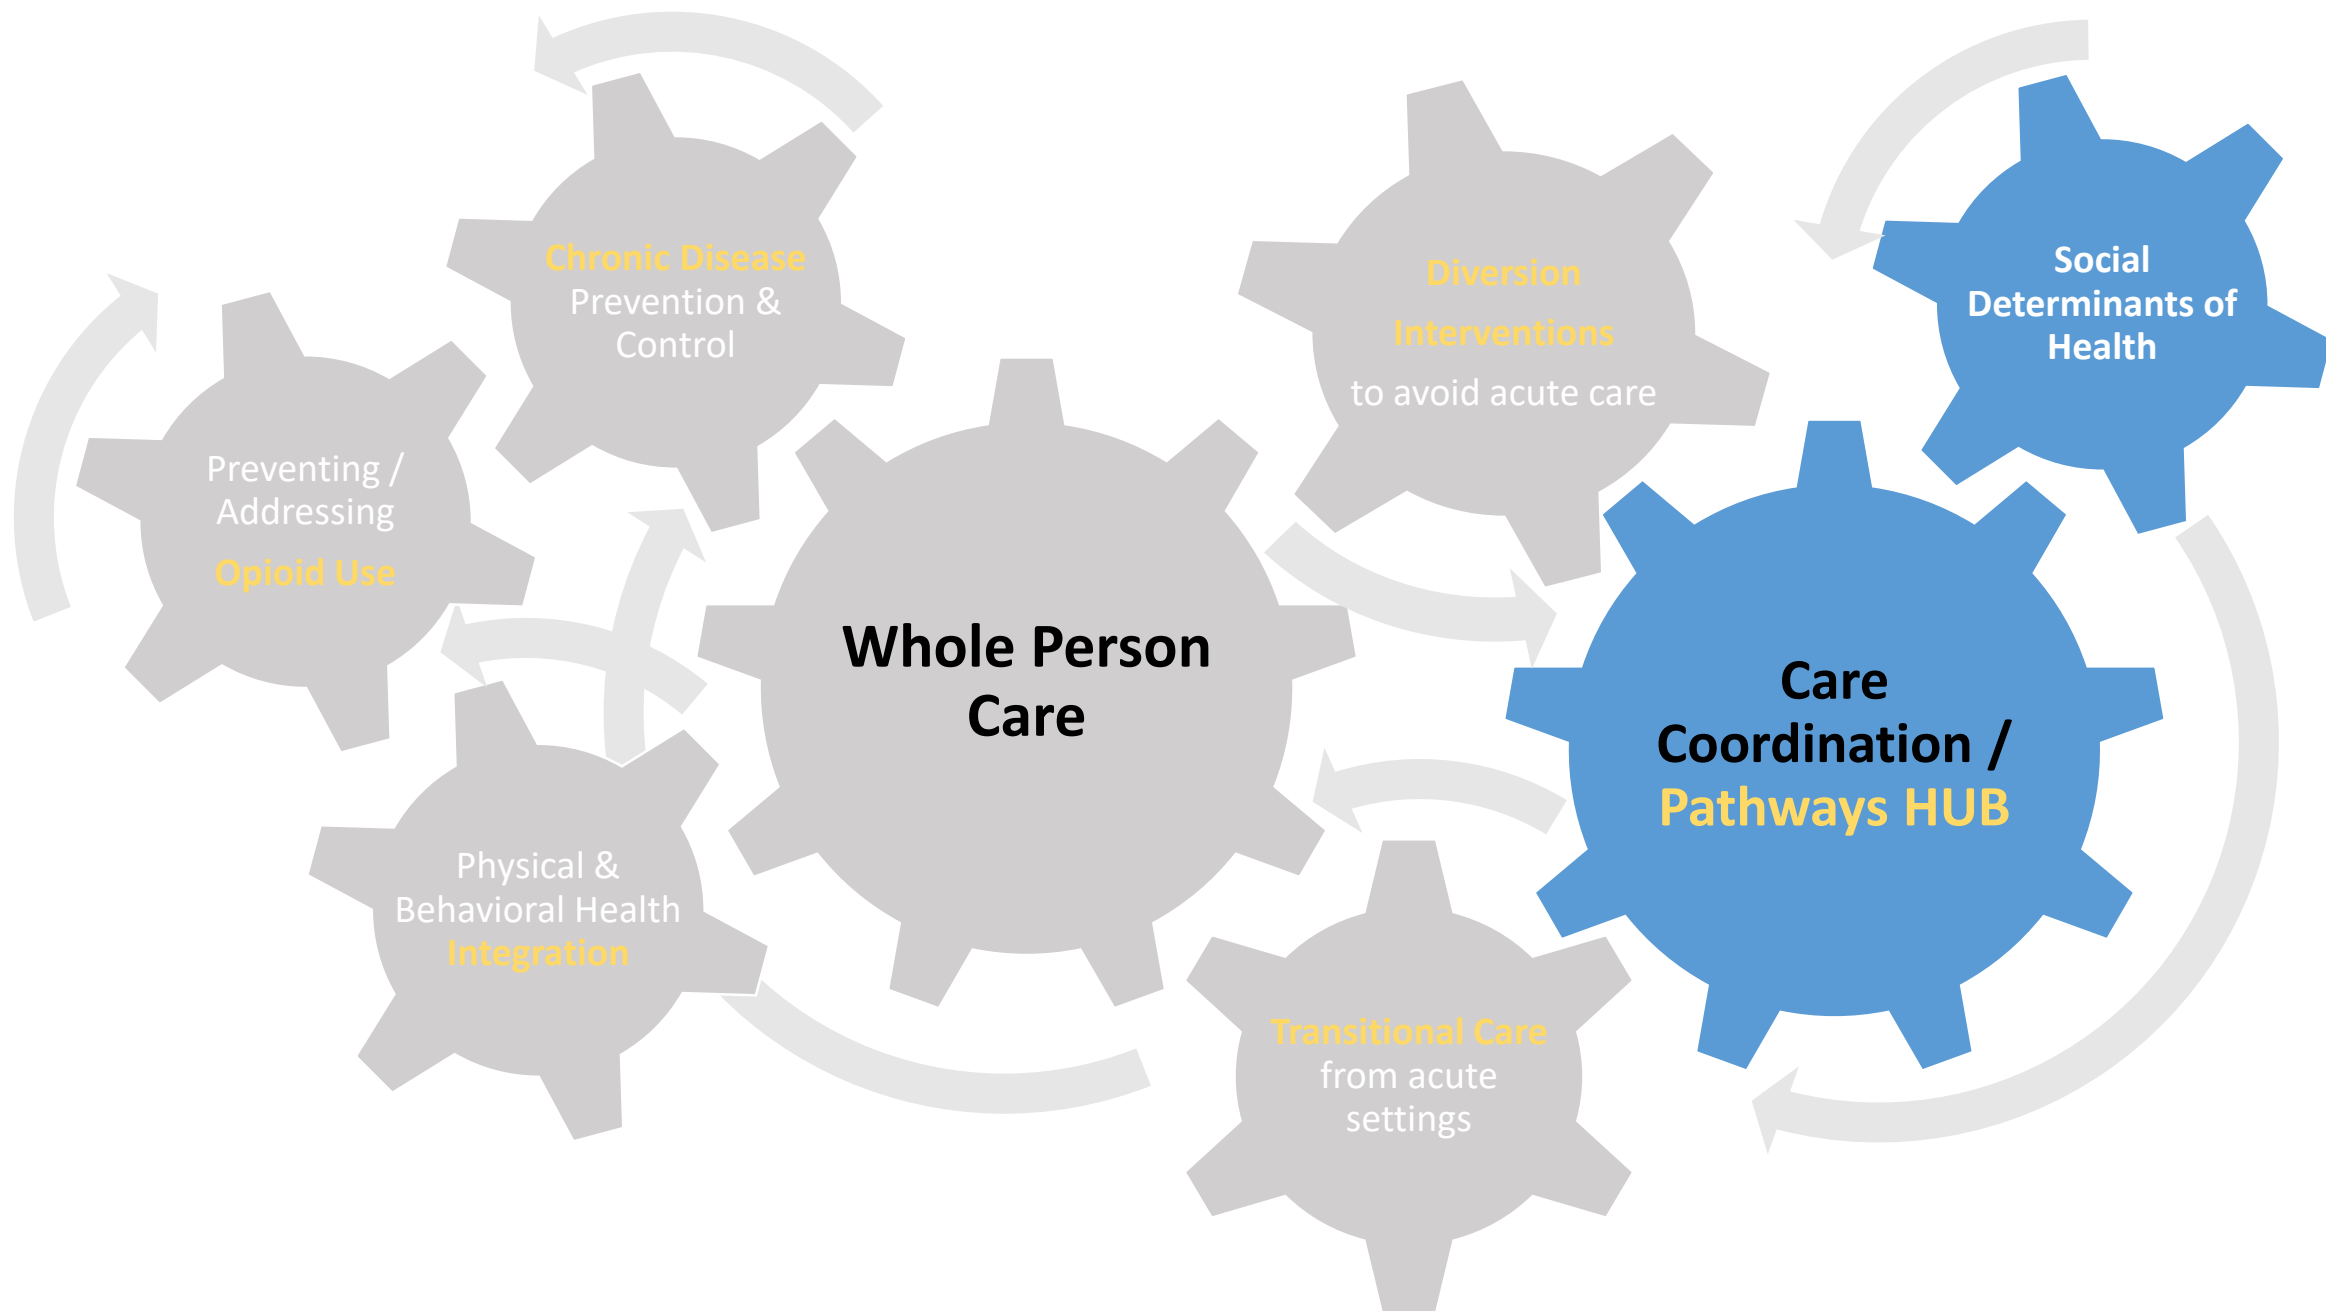 Chronic Disease
Prevention &
Control
Diversion
Interventions
to avoid acute care
Social
Determinants of
Health
Preventing /
Addressing
Opioid Use
Whole Person
Care
Care
Coordination /
Pathways HUB
Physical &
Behavioral Health
Integration
Transitional Care
from acute
settings